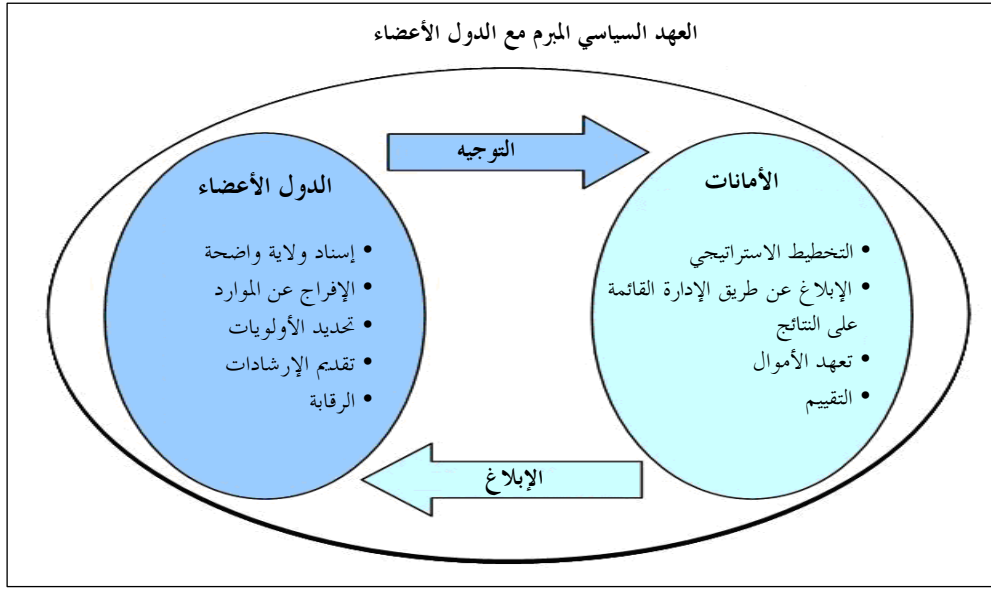 العهد السياسي المبرم مع الدول الأعضاء
التوجيه
الأمانات
• التخطيط الاستراتيجي
• الإبلاغ عن طريق الإدارة القائمة
على النتائج
• تعهد الأموال
• التقييم
الدول الأعضاء
• إسناد ولاية واضحة
• الإفراج عن الموارد
• تحديد الأولويات
• تقديم الإرشادات
• الرقابة
الإبلاغ